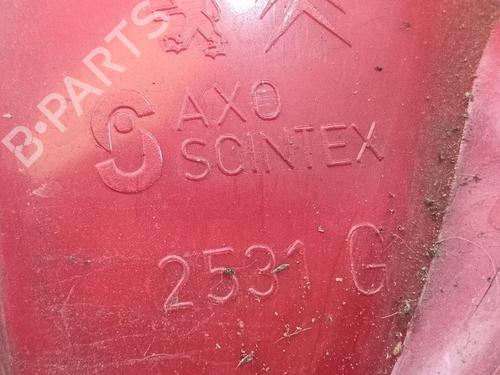 B-PARTS
AXO
SCINTEX
2531 G